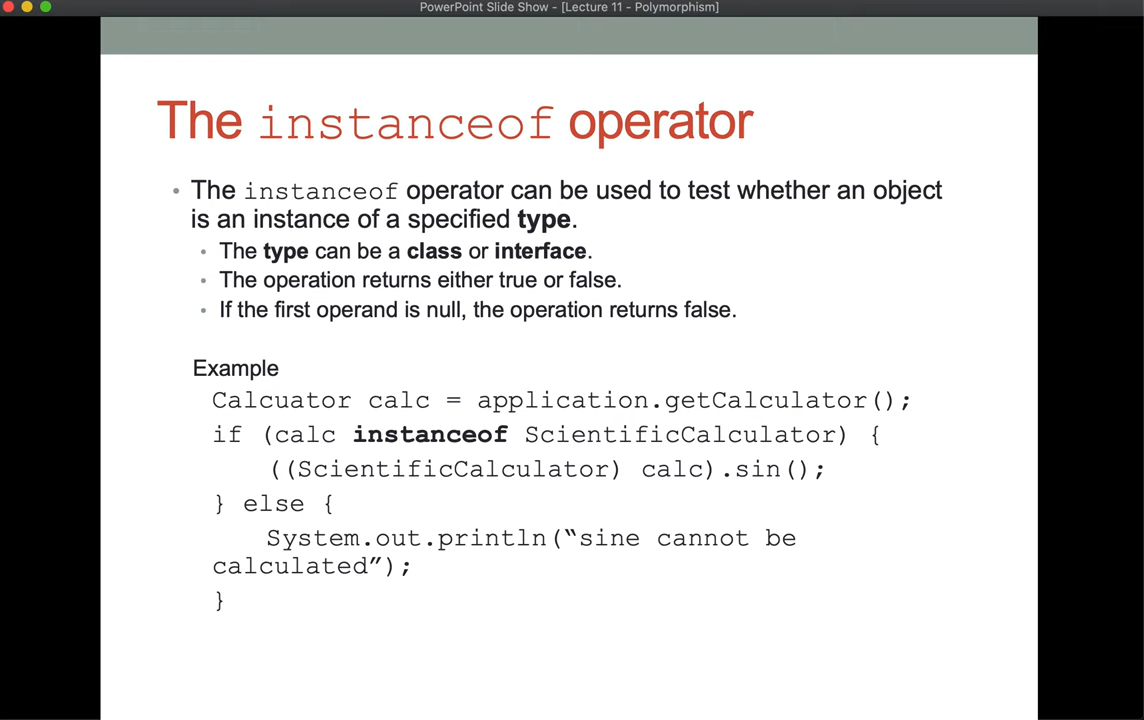 PowerPoint Slide Show - [Lecture 11 - Polymorphism]
The instanceof operator
• The instanceof operator can be used to test whether an object
is an instance of a specified type.
• The type can be a class or interface.
• The operation returns either true or false.
• If the first operand is null, the operation returns false.
Example
Calcuator calc = application.getCalculator();
if (calc instanceof ScientificCalculator) {
((ScientificCalculator) calc).sin();
} else {
System.out.println(“sine cannot be
calculated”);
}